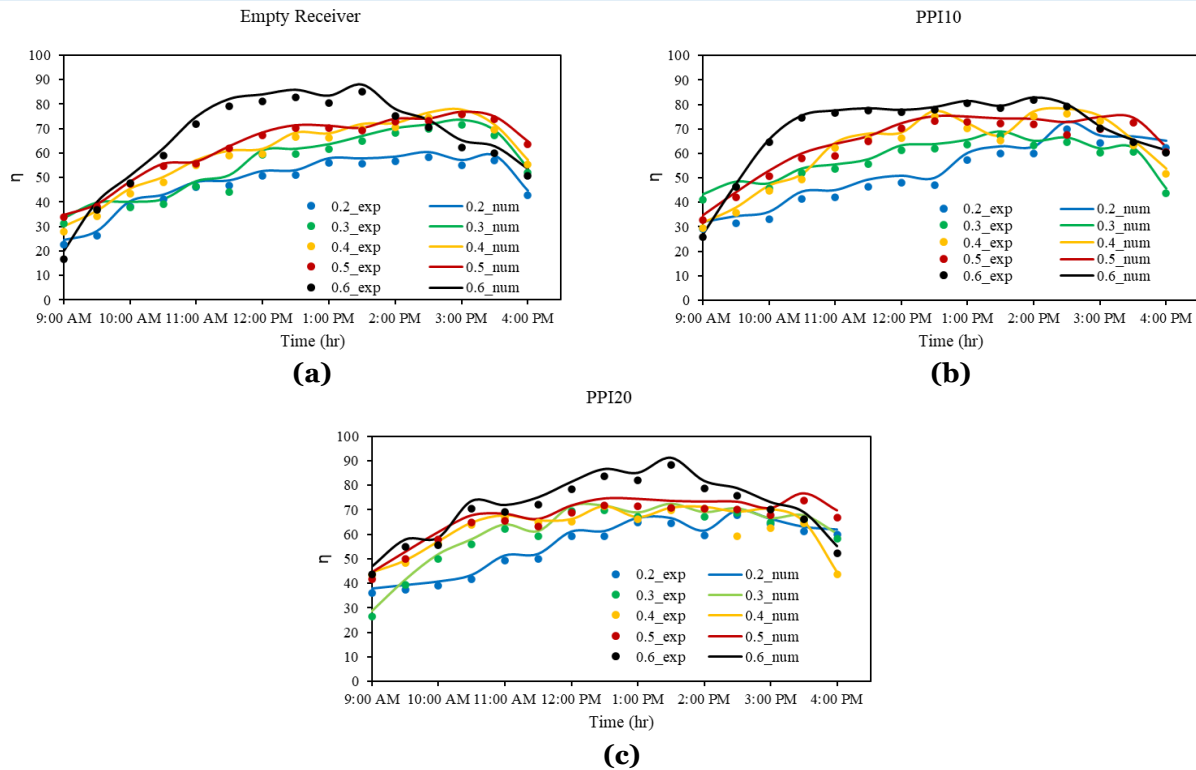 Empty Receiver
100
90
80
70
60
50
40
30
20
10
0
η
0.2_exp 0.2_num
0.3_exp 0.3_num
0.4_exp 0.4_num
0.5_exp 0.5_num
0.6_exp 0.6_num
9:00 AM 10:00 AM 11:00 AM 12:00 PM 1:00 PM 2:00 PM 3:00 PM 4:00 PM
Time (hr)
(a)
PPI10
100
90
80
70
60
50
40
30
20
10
0
η
0.2_exp 0.2_num
0.3_exp 0.3_num
0.4_exp 0.4_num
0.5_exp 0.5_num
0.6_exp 0.6_num
9:00 AM 10:00 AM 11:00 AM 12:00 PM 1:00 PM 2:00 PM 3:00 PM 4:00 PM
Time (hr)
(b)
PPI20
100
90
80
70
60
50
40
30
20
10
0
η
0.2_exp 0.2_num
0.3_exp 0.3_num
0.4_exp 0.4_num
0.5_exp 0.5_num
0.6_exp 0.6_num
9:00 AM 10:00 AM 11:00 AM 12:00 PM 1:00 PM 2:00 PM 3:00 PM 4:00 PM
Time (hr)
(c)